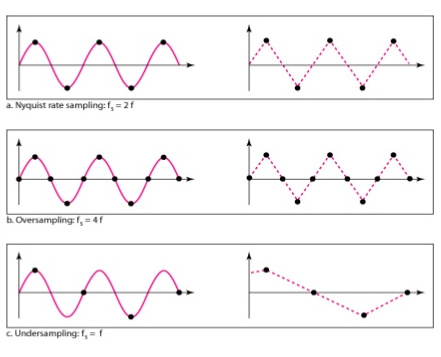 a. Nyquist rate sampling: fₛ = 2 f
b. Oversampling: fₛ = 4 f
c. Undersampling: fₛ = f